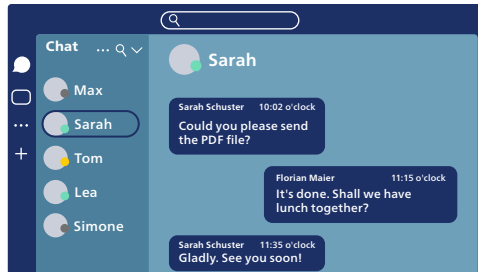 Chat ...
Max
Sarah
Tom
Lea
Simone
Sarah
Sarah Schuster 10:02 o'clock
Could you please send
the PDF file?
Florian Maier 11:15 o'clock
It's done. Shall we have
lunch together?
Sarah Schuster 11:35 o'clock
Gladly. See you soon!